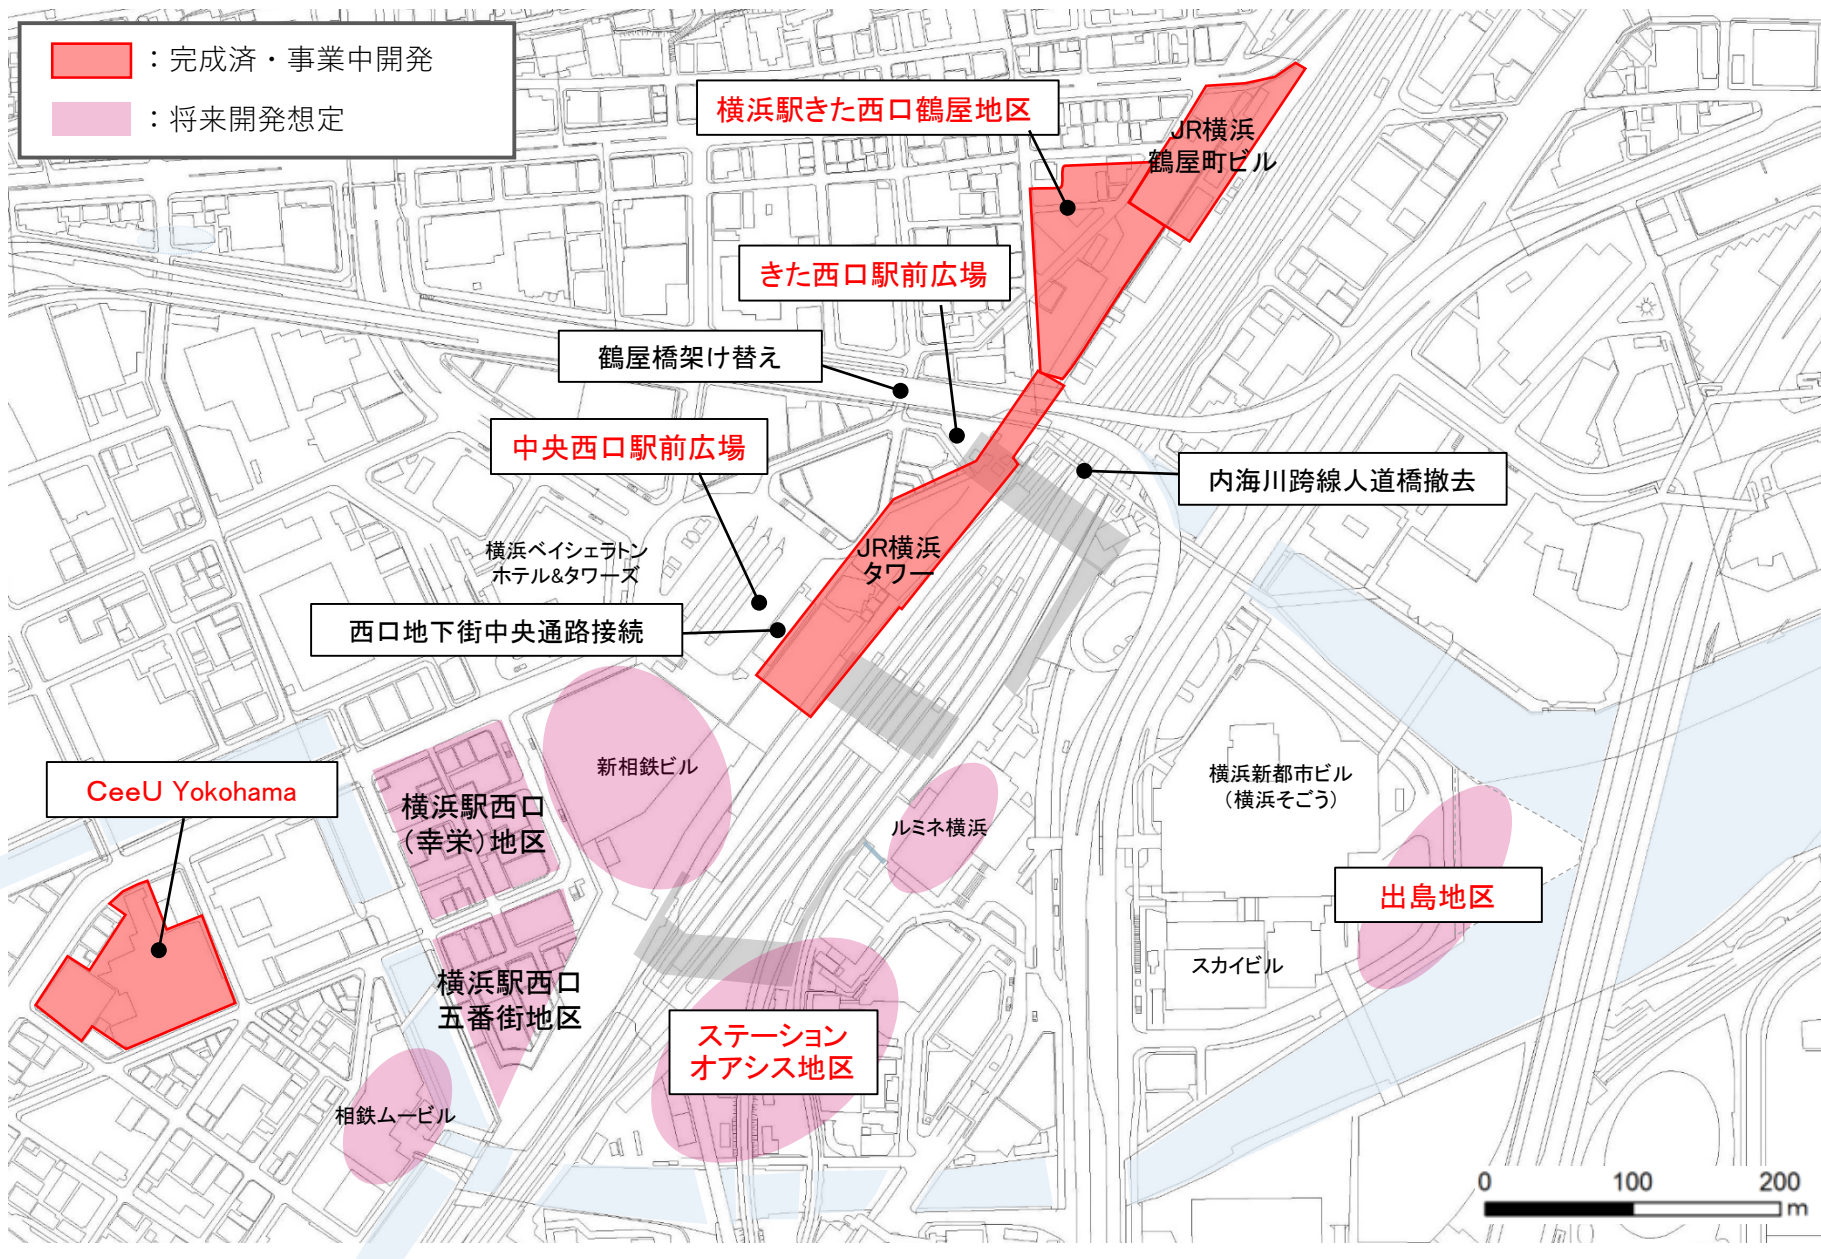 ：完成済・事業中開発
：将来開発想定
横浜駅きた西口鶴屋地区
JR横浜
鶴屋町ビル
きた西口駅前広場
鶴屋橋架け替え
中央西口駅前広場
内海川跨線人道橋撤去
横浜ベイシェラトン
ホテル&タワーズ
JR横浜
タワー
西口地下街中央通路接続
新相鉄ビル
CeeU Yokohama
横浜駅西口
（幸栄）地区
ルミネ横浜
横浜新都市ビル
（横浜そごう）
出島地区
スカイビル
横浜駅西口
五番街地区
ステーション
オアシス地区
相鉄ムービル
0 100 200
m